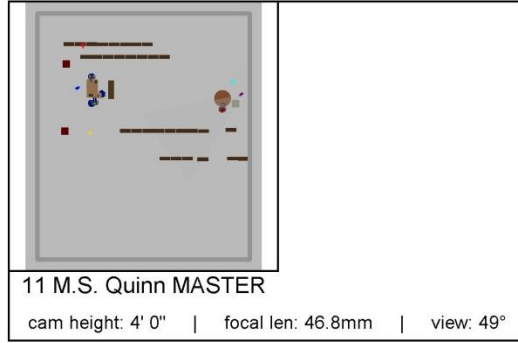 11 M.S. Quinn MASTER
cam height: 4' 0" | focal len: 46.8mm | view: 49°